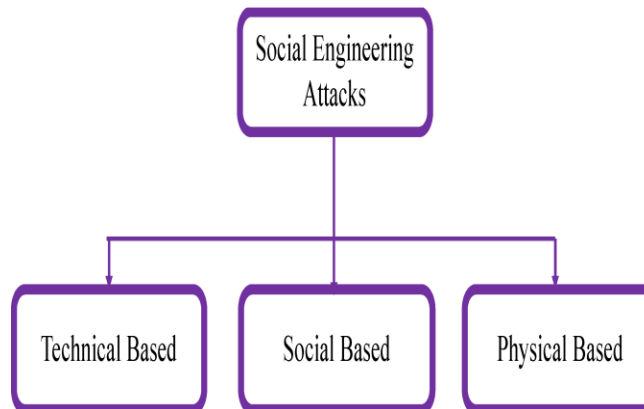 Social Engineering
Attacks
Technical Based
Social Based
Physical Based